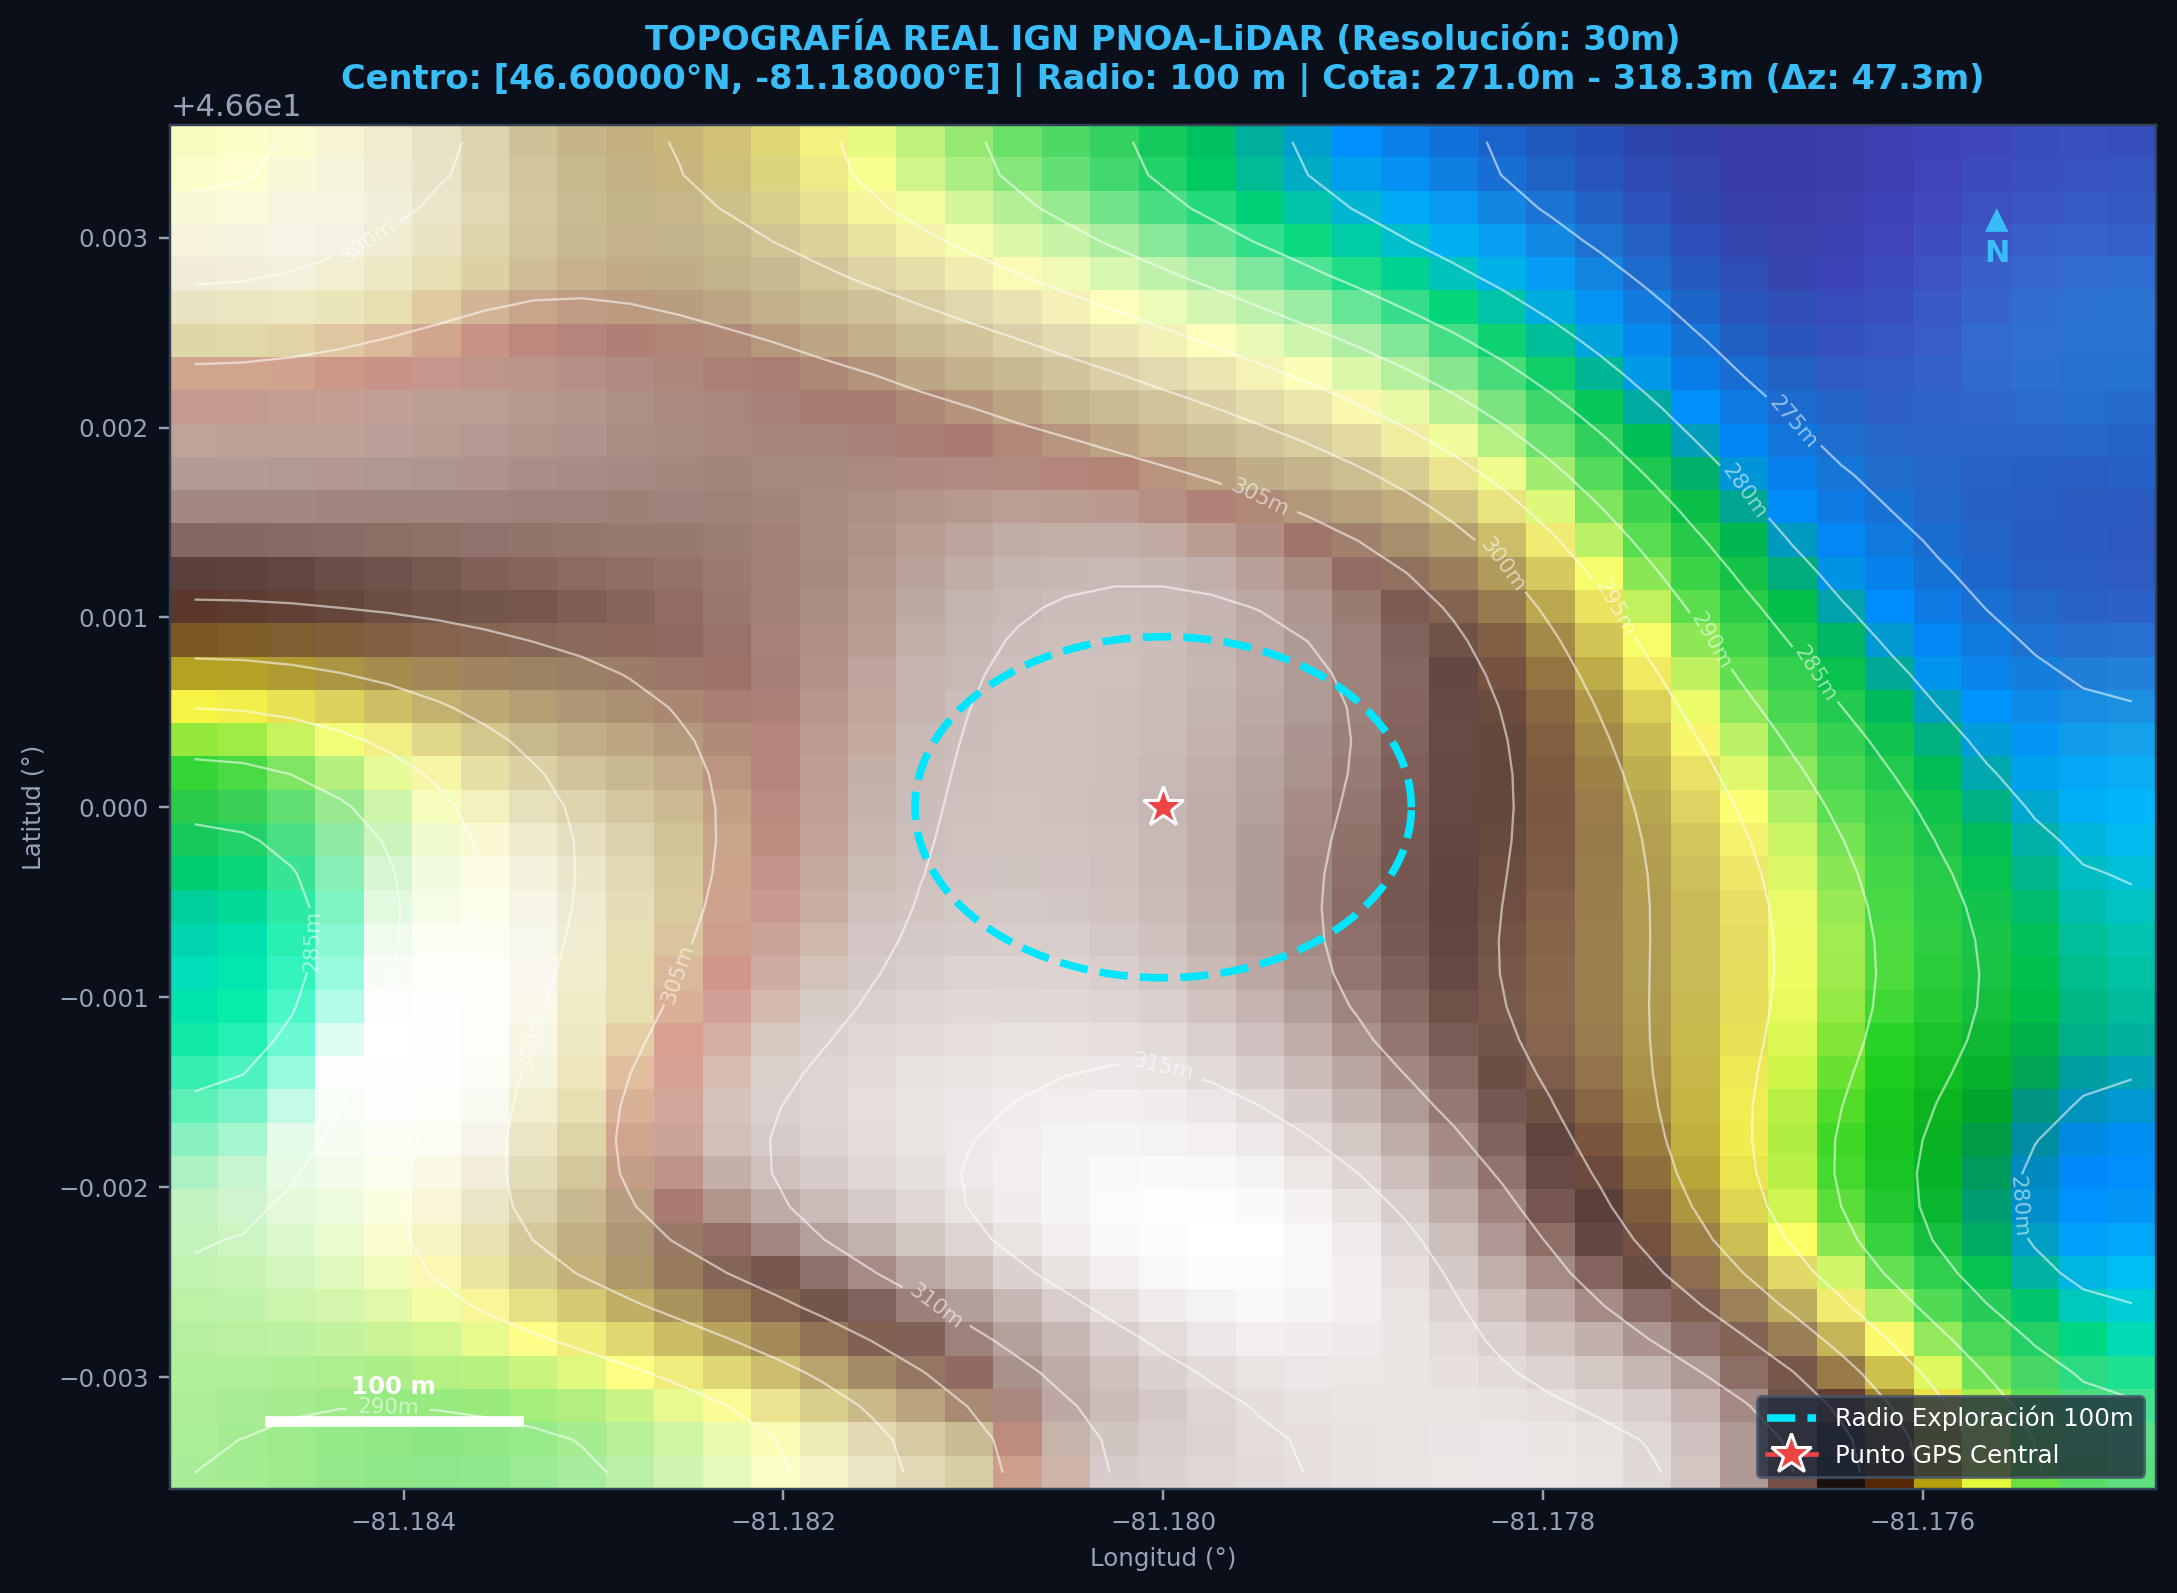 TOPOGRAFÍA REAL IGN PNOA-LiDAR (Resolución: 30m)
Centro: [46.60000°N, -81.18000°E] | Radio: 100 m | Cota: 271.0m - 318.3m (Δz: 47.3m)
+4.66e1
N
300m
0.003
275m
0.002
280m
305m
300m
295m
290m
285m
0.001
0.000
Latitud (°)
285m
305m
−0.001
300m
315m
−0.002
280m
310m
−0.003
100 m
290m
Radio Exploración 100m
Punto GPS Central
−81.184
−81.182
−81.180
−81.178
−81.176
Longitud (°)